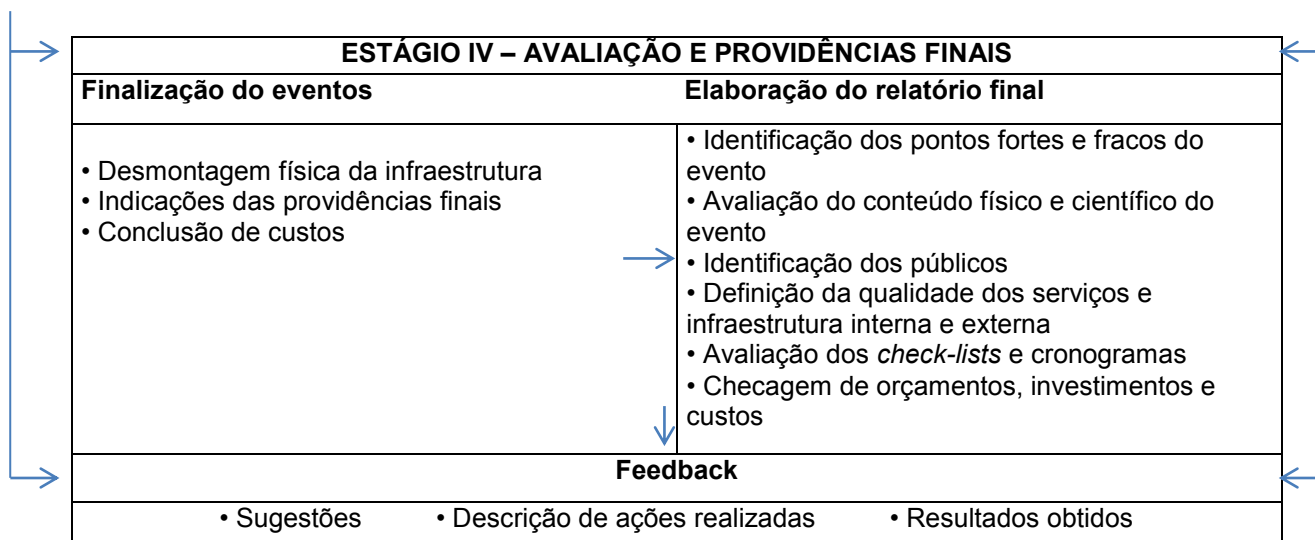 ESTÁGIO IV – AVALIAÇÃO E PROVIDÊNCIAS FINAIS
Finalização do eventos
Elaboração do relatório final
• Desmontagem física da infraestrutura
• Indicações das providências finais
• Conclusão de custos
• Identificação dos pontos fortes e fracos do
evento
• Avaliação do conteúdo físico e científico do
evento
• Identificação dos públicos
• Definição da qualidade dos serviços e
infraestrutura interna e externa
• Avaliação dos check-lists e cronogramas
• Checagem de orçamentos, investimentos e
custos
Feedback
• Sugestões • Descrição de ações realizadas • Resultados obtidos